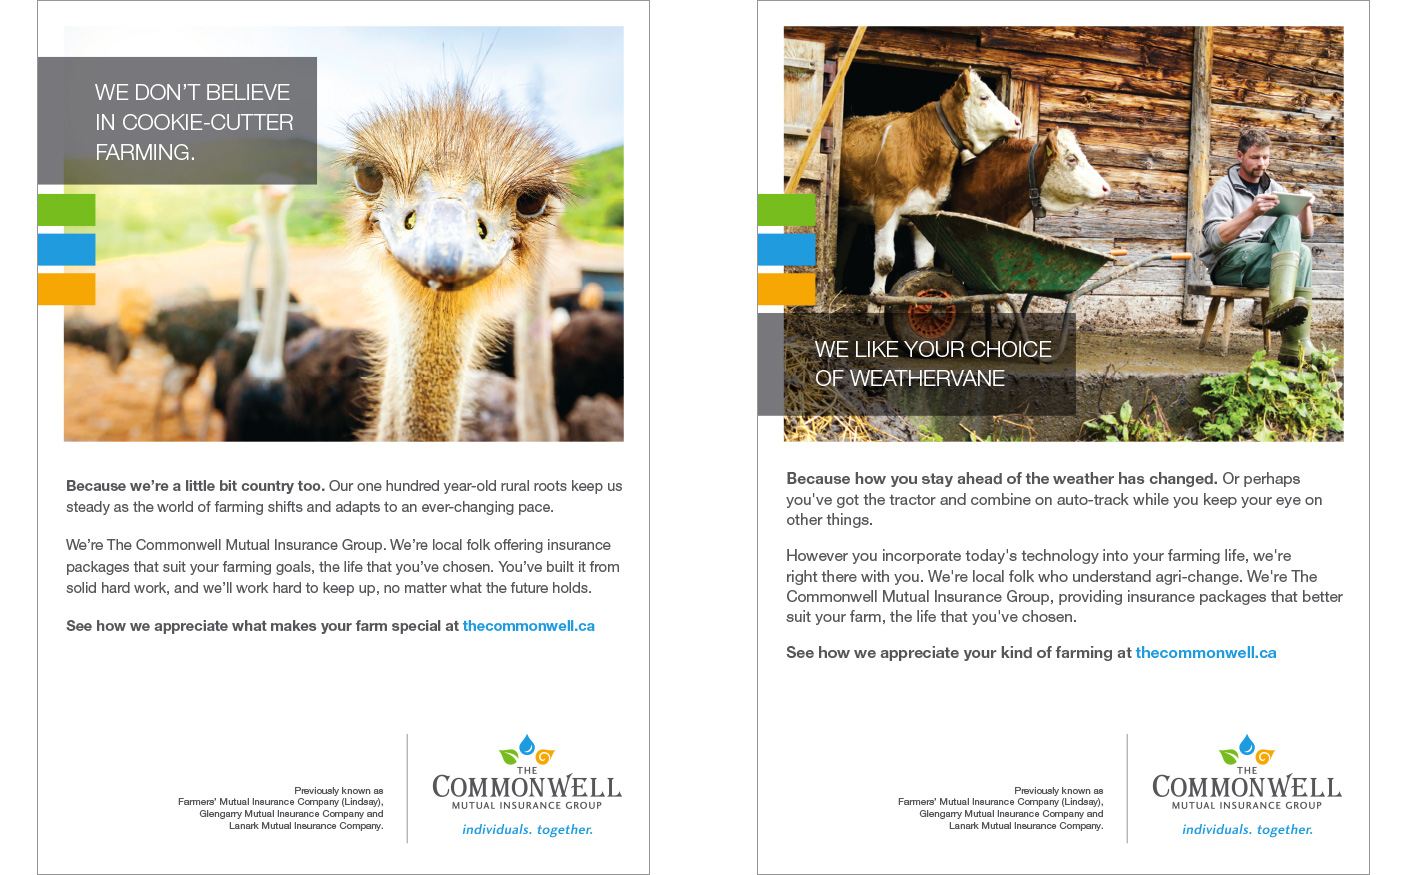 WE DON’T BELIEVE
IN COOKIE-CUTTER
FARMING.
Because we’re a little bit country too. Our one hundred year-old rural roots keep us
steady as the world of farming shifts and adapts to an ever-changing pace.
We’re The Commonwell Mutual Insurance Group. We’re local folk offering insurance
packages that suit your farming goals, the life that you’ve chosen. You’ve built it from
solid hard work, and we’ll work hard to keep up, no matter what the future holds.
See how we appreciate what makes your farm special at thecommonwell.ca
Previously known as
Farmers’ Mutual Insurance Company (Lindsay),
Glengarry Mutual Insurance Company and
Lanark Mutual Insurance Company.
THE
COMMONWELL
MUTUAL INSURANCE GROUP
individuals. together.
WE LIKE YOUR CHOICE
OF WEATHERVANE
Because how you stay ahead of the weather has changed. Or perhaps
you've got the tractor and combine on auto-track while you keep your eye on
other things.
However you incorporate today's technology into your farming life, we're
right there with you. We're local folk who understand agri-change. We're The
Commonwell Mutual Insurance Group, providing insurance packages that better
suit your farm, the life that you've chosen.
See how we appreciate your kind of farming at thecommonwell.ca
Previously known as
Farmers’ Mutual Insurance Company (Lindsay),
Glengarry Mutual Insurance Company and
Lanark Mutual Insurance Company.
THE
COMMONWELL
MUTUAL INSURANCE GROUP
individuals. together.